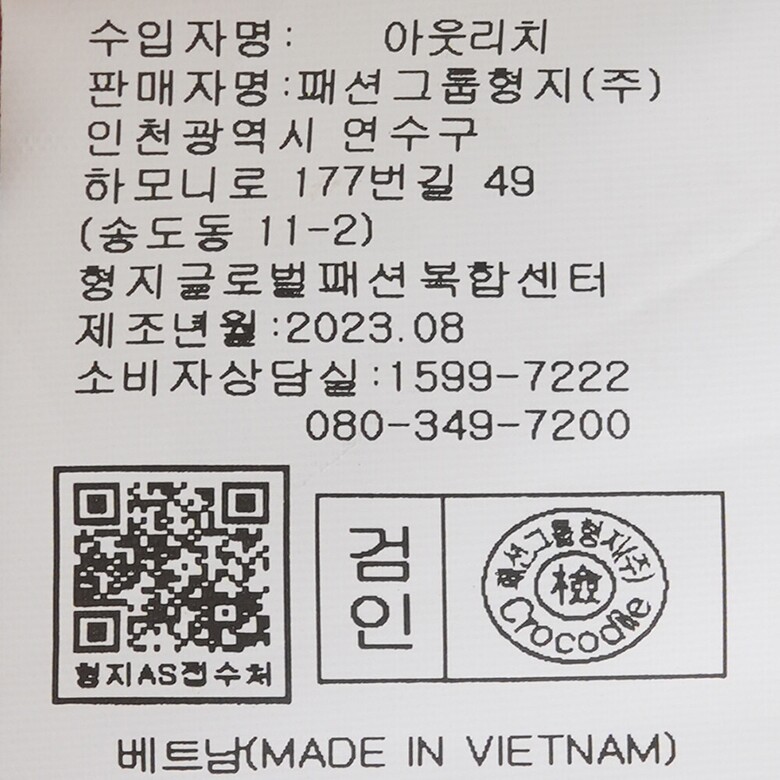 수입자명: 아웃리치
판매자명:패션그룹형지(주)
인천광역시 연수구
하모니로 177번길 49
(송도동 11-2)
형지글로벌패션복합센터
제조년월:2023.08
소비자상담실:1599-7222
080-349-7200
형지AS접수처
검인
패션그룹형지(주)
檢
Crocodile
베트남(MADE IN VIETNAM)